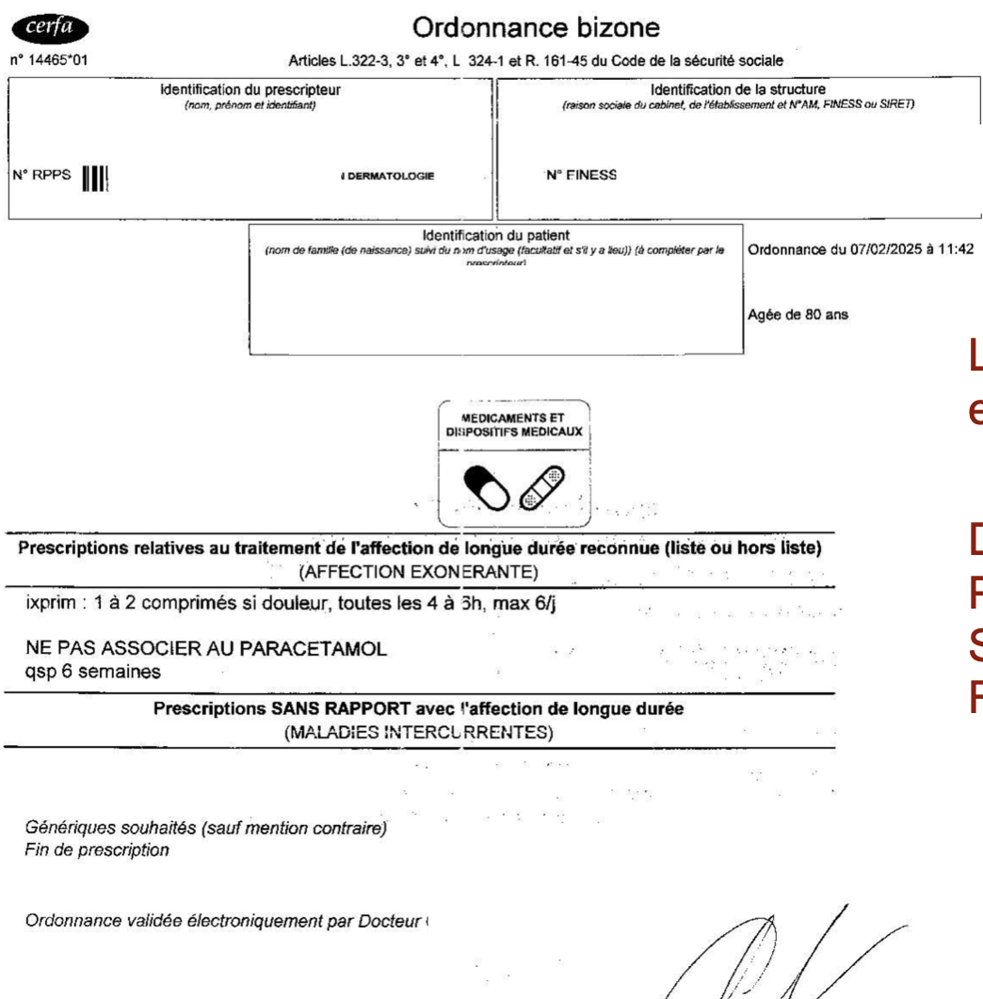 cerfa
Ordonnance bizone
n° 14465*01
Articles L.322-3, 3° et 4°, L 324-1 et R. 161-45 du Code de la sécurité sociale
Identification du prescripteur
(nom, prénom et identifiant)
Identification de la structure
(raison sociale du cabinet, de l'établissement et N°AM, FINESS ou SIRET)
N° RPPS
DERMATOLOGIE
N° FINESS
Identification du patient
(nom de famille (de naissance) suivi du nom d'usage (facultatif et s'il y a lieu)) (à compléter par le
prescripteur)
Ordonnance du 07/02/2025 à 11:42
Agée de 80 ans
L
e
MEDICAMENTS ET
DISPOSITIFS MEDICAUX
Prescriptions relatives au traitement de l'affection de longue durée reconnue (liste ou hors liste)
(AFFECTION EXONERANTE)
ixprim : 1 à 2 comprimés si douleur, toutes les 4 à 6h, max 6/j
NE PAS ASSOCIER AU PARACETAMOL
qsp 6 semaines
Prescriptions SANS RAPPORT avec l'affection de longue durée
(MALADIES INTERCURRENTES)
Génériques souhaités (sauf mention contraire)
Fin de prescription
Ordonnance validée électroniquement par Docteur